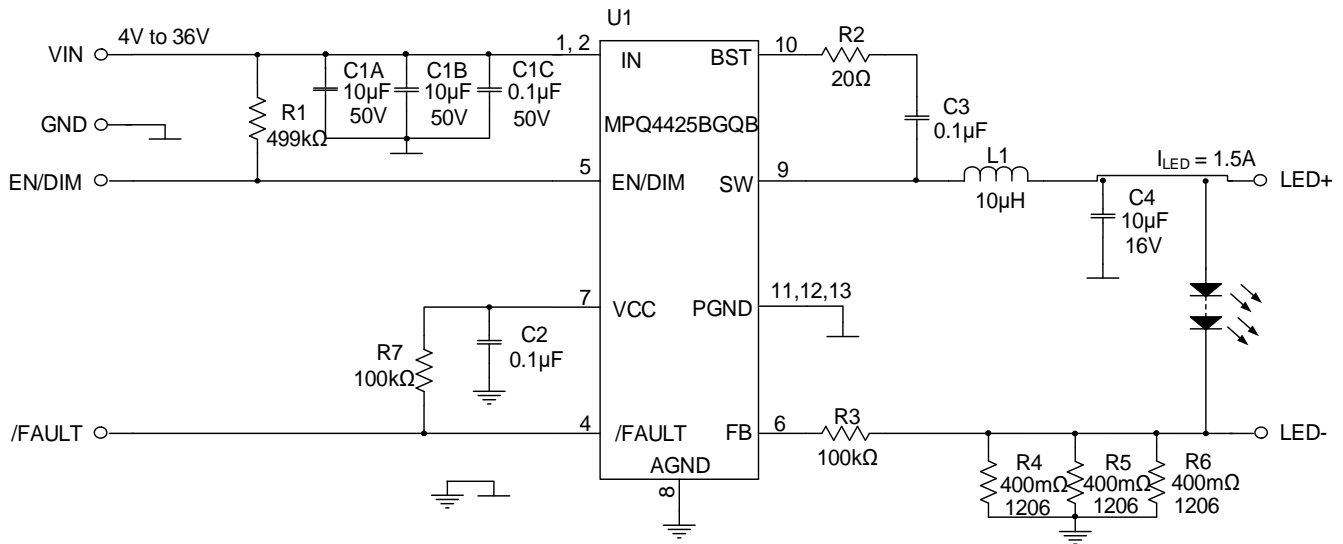 U1
VIN
4V to 36V
1, 2
IN
BST
10
R2
20Ω
C1A
10µF
50V
C1B
10µF
50V
C1C
0.1µF
50V
R1
499kΩ
GND
MPQ4425BGQB
C3
0.1µF
EN/DIM
5
EN/DIM
SW
9
L1
10µH
ILED = 1.5A
LED+
C4
10µF
16V
7
VCC
PGND
11,12,13
C2
0.1µF
R7
100kΩ
/FAULT
4
/FAULT
FB
6
R3
100kΩ
LED-
AGND
8
R4
400mΩ
1206
R5
400mΩ
1206
R6
400mΩ
1206